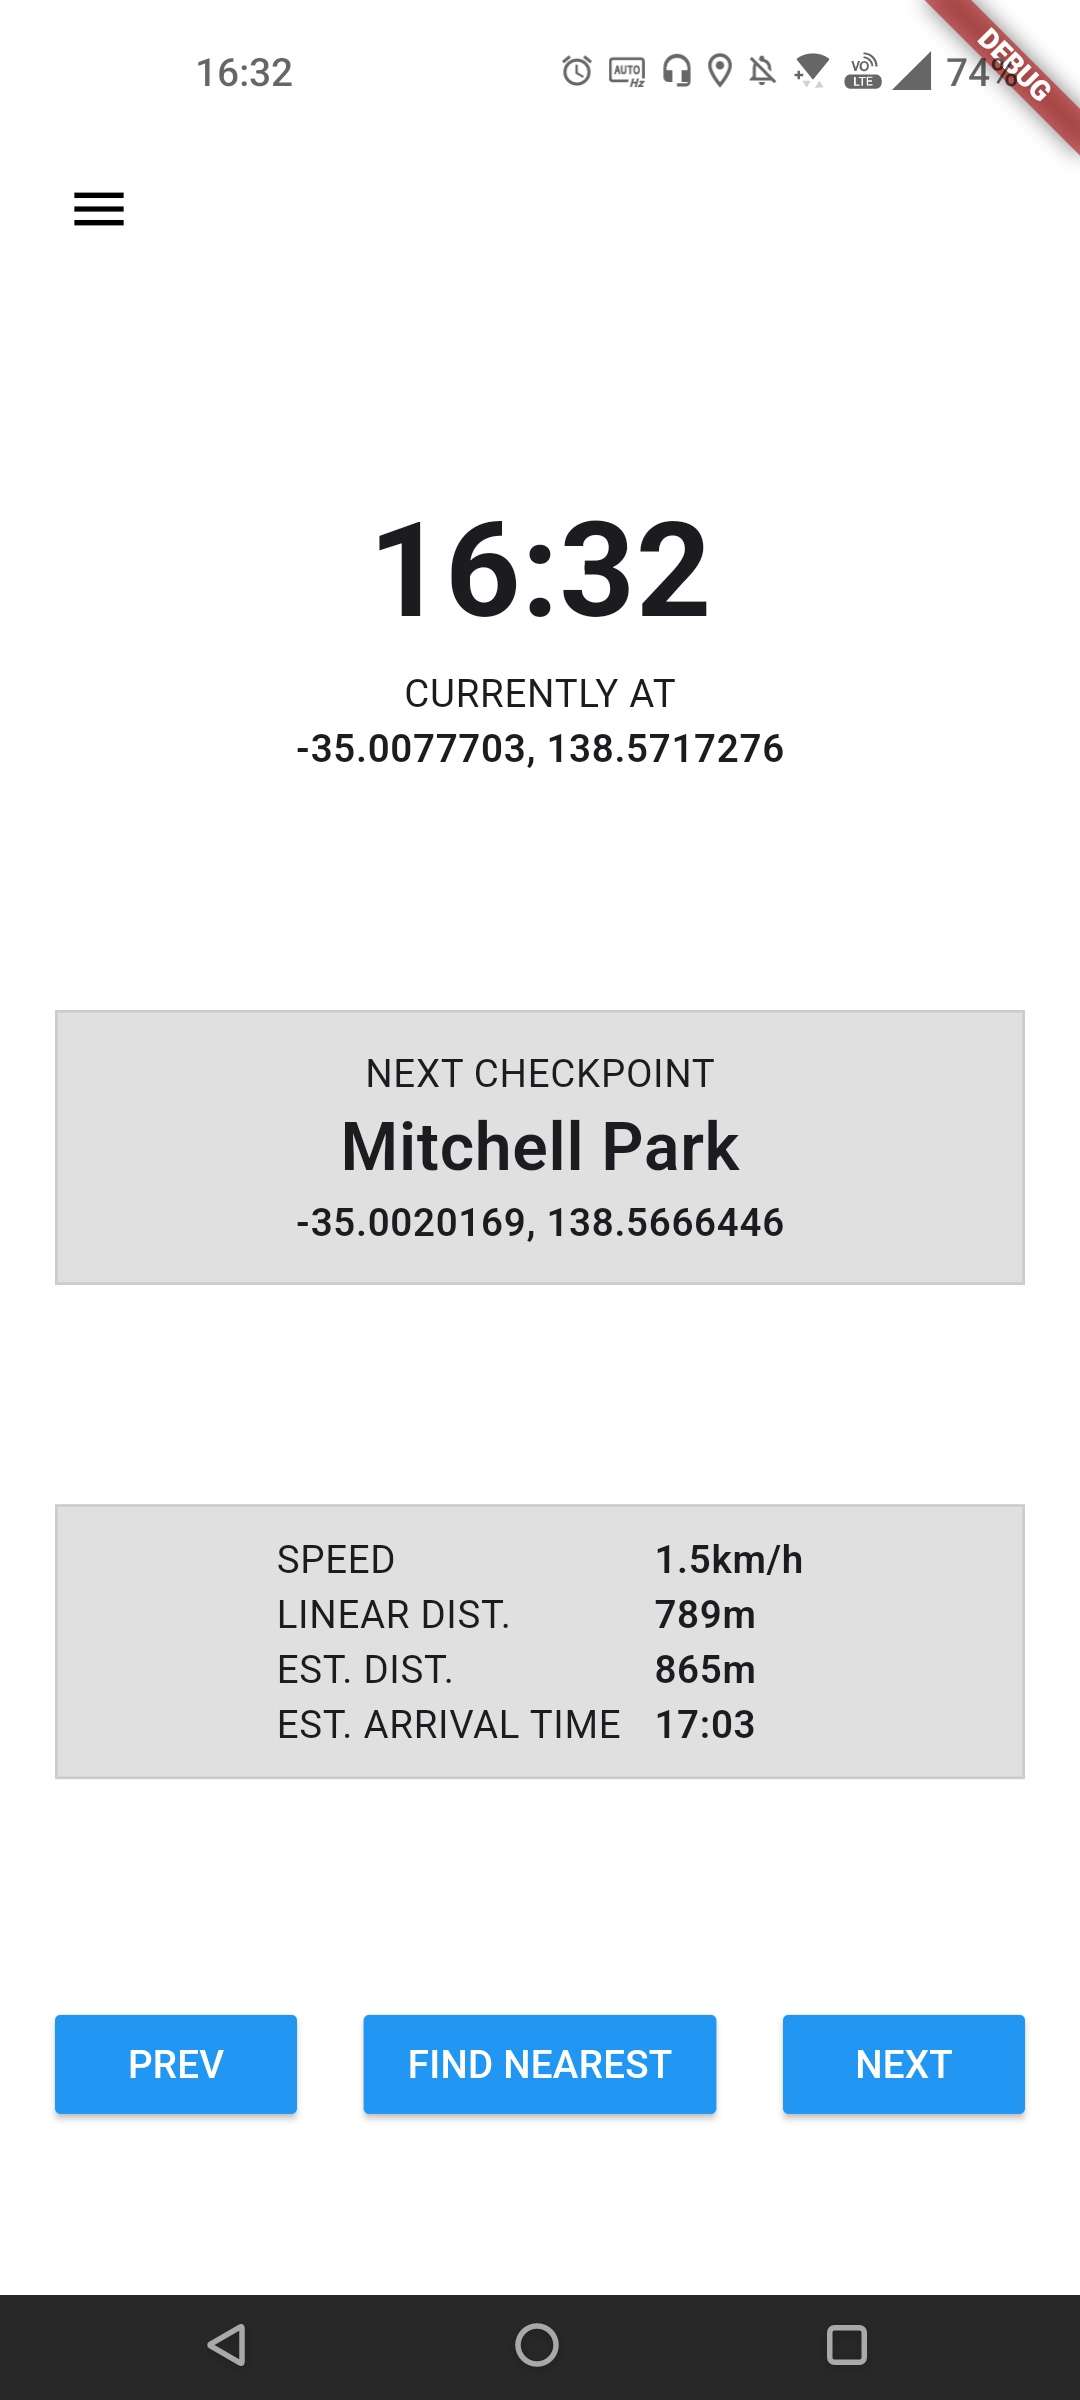 16:32
AUTO
Hz
VO
LTE
74%
DEBUG
16:32
CURRENTLY AT
-35.0077703, 138.5717276
NEXT CHECKPOINT
Mitchell Park
-35.0020169, 138.5666446
SPEED 1.5km/h
LINEAR DIST. 789m
EST. DIST. 865m
EST. ARRIVAL TIME 17:03
PREV FIND NEAREST NEXT